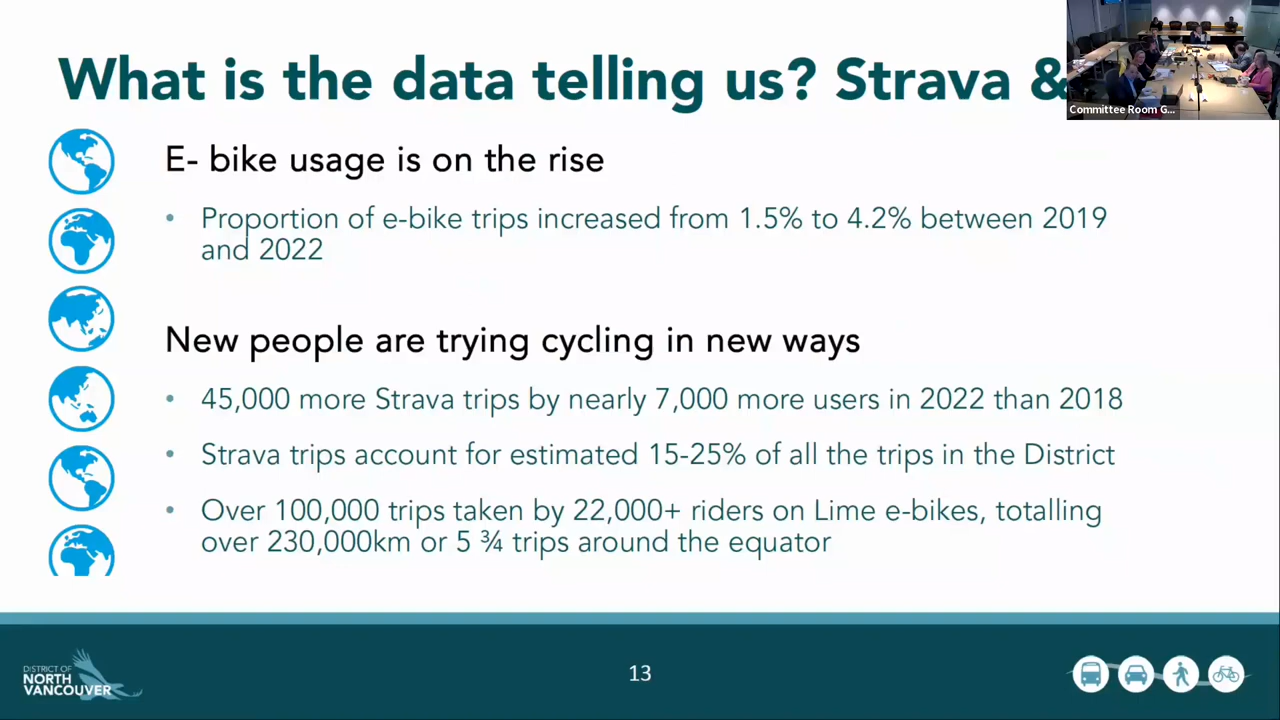 What is the data telling us? Strava &
Committee Room G...
E- bike usage is on the rise
• Proportion of e-bike trips increased from 1.5% to 4.2% between 2019
and 2022
New people are trying cycling in new ways
• 45,000 more Strava trips by nearly 7,000 more users in 2022 than 2018
• Strava trips account for estimated 15-25% of all the trips in the District
• Over 100,000 trips taken by 22,000+ riders on Lime e-bikes, totalling
over 230,000km or 5 ¾ trips around the equator
DISTRICT OF
NORTH
VANCOUVER
13